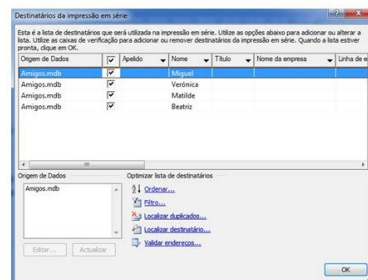 Destinatários da impressão em série
Esta é a lista de destinatários que será utilizada na impressão em série. Utilize as opções abaixo para adicionar ou alterar a
lista. Utilize as caixas de verificação para adicionar ou remover destinatários da impressão em série. Quando a lista estiver
pronta, clique em OK.
Origem de Dados Apelido Nome Título Nome da empresa Linha de e
Amigos.mdb Miguel
Amigos.mdb Verónica
Amigos.mdb Matilde
Amigos.mdb Beatriz
Origem de Dados Optimizar lista de destinatários
Amigos.mdb
Ordenar...
Filtro...
Localizar duplicados...
Localizar destinatário...
Validar endereços...
Editar... Actualizar
OK